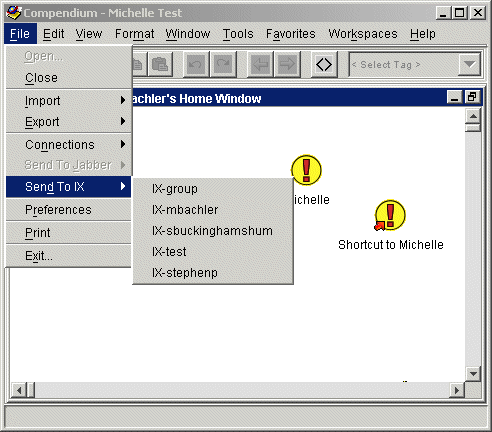 Compendium - Michelle Test
File Edit View Format Window Tools Favorites Workspaces Help
Open...
Close
Import
Export
Connections
Send To Jabber
Send To IX
Preferences
Print
Exit...
< Select Tag >
achler's Home Window
IX-group
IX-mbachler
IX-sbuckinghamshum
IX-test
IX-stephenp
ichelle
Shortcut to Michelle